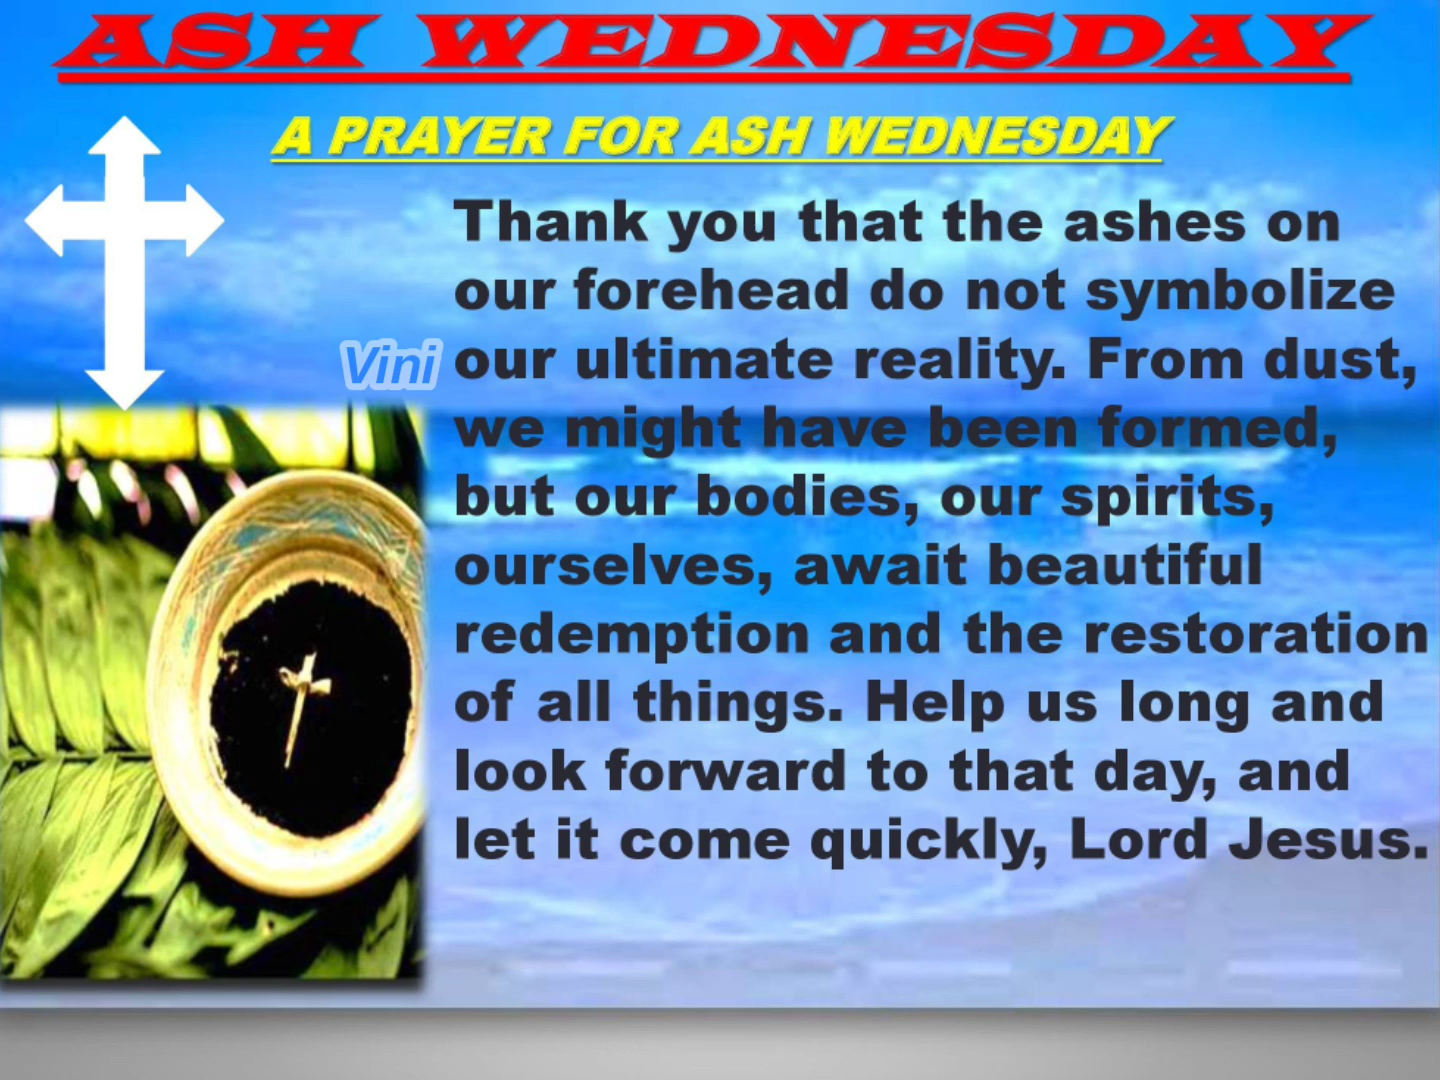 ASH WEDNESDAY
A PRAYER FOR ASH WEDNESDAY
Thank you that the ashes on
our forehead do not symbolize
Vini
our ultimate reality. From dust,
we might have been formed,
but our bodies, our spirits,
ourselves, await beautiful
redemption and the restoration
of all things. Help us long and
look forward to that day, and
let it come quickly, Lord Jesus.